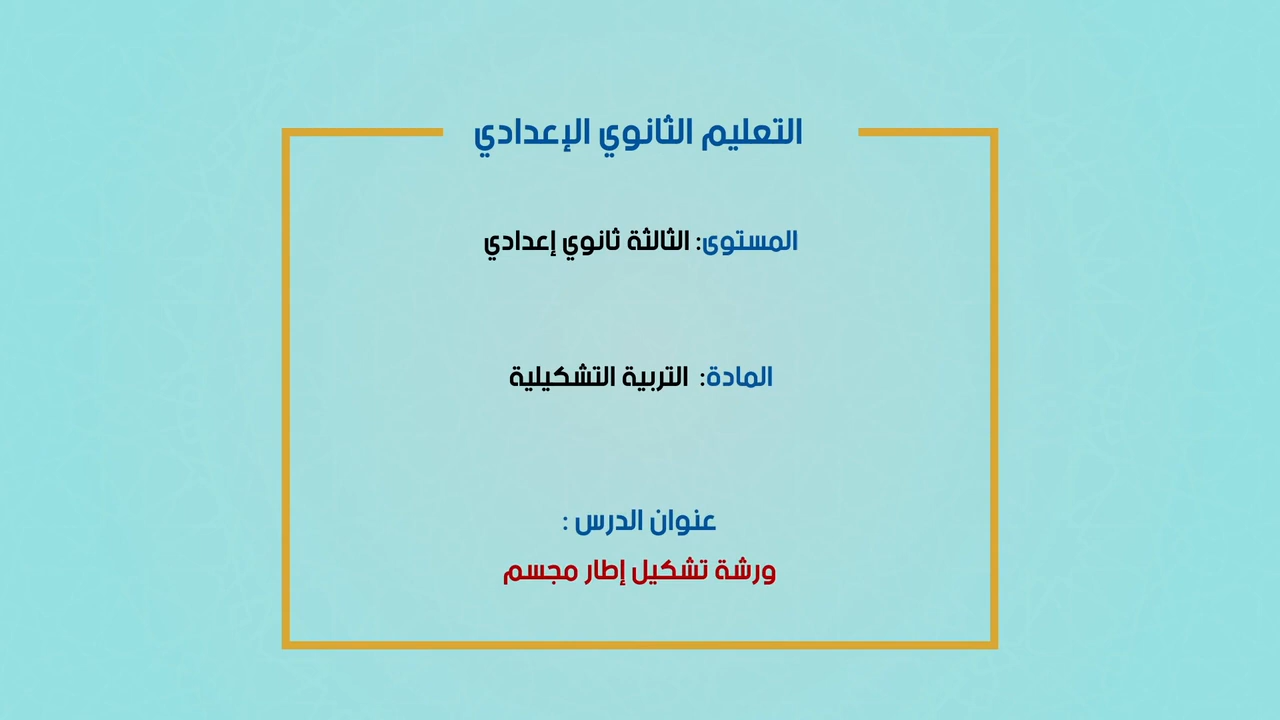 التعليم الثانوي الإعدادي
المستوى: الثالثة ثانوي إعدادي
المادة: التربية التشكيلية
عنوان الدرس :
ورشة تشكيل إطار مجسم